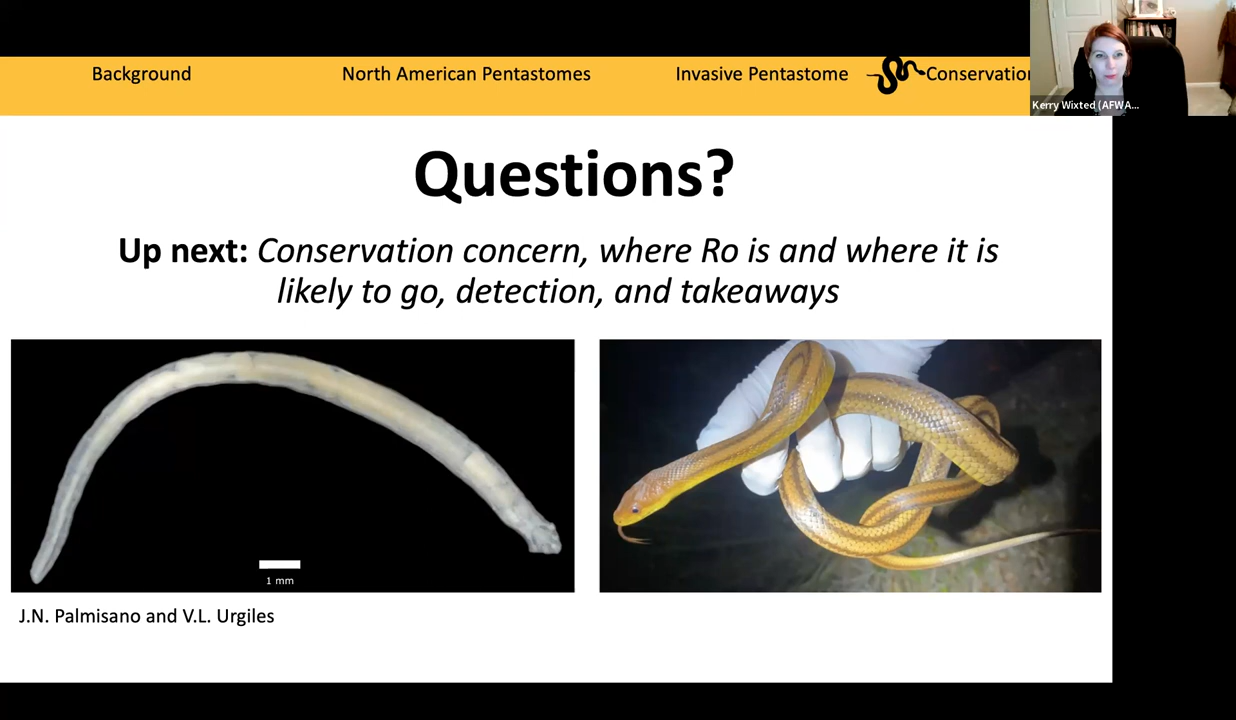 Background North American Pentastomes Invasive Pentastome Conservation
Kerry Wixted (AFWA...
Questions?
Up next: Conservation concern, where Ro is and where it is
likely to go, detection, and takeaways
1 mm
J.N. Palmisano and V.L. Urgiles